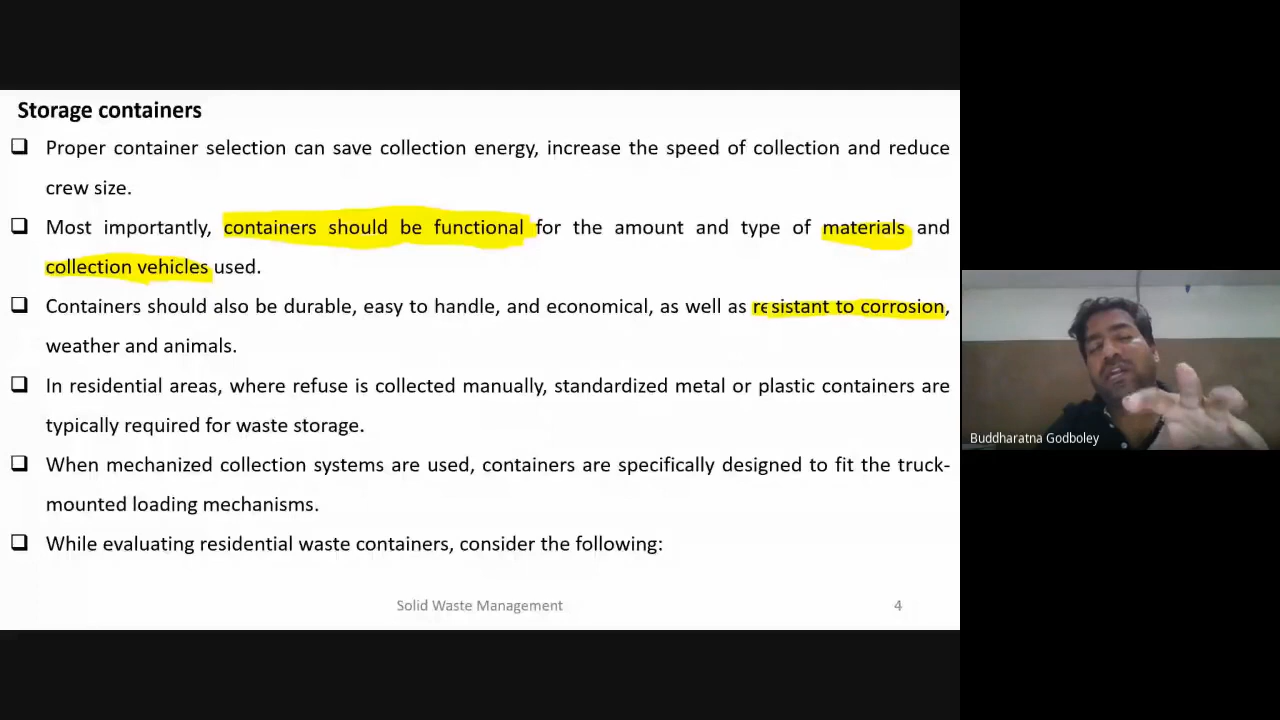 Storage containers
❑ Proper container selection can save collection energy, increase the speed of collection and reduce
crew size.
❑ Most importantly, containers should be functional for the amount and type of materials and
collection vehicles used.
❑ Containers should also be durable, easy to handle, and economical, as well as resistant to corrosion,
weather and animals.
❑ In residential areas, where refuse is collected manually, standardized metal or plastic containers are
typically required for waste storage.
❑ When mechanized collection systems are used, containers are specifically designed to fit the truck-
mounted loading mechanisms.
❑ While evaluating residential waste containers, consider the following:
Solid Waste Management 4
Buddharatna Godboley